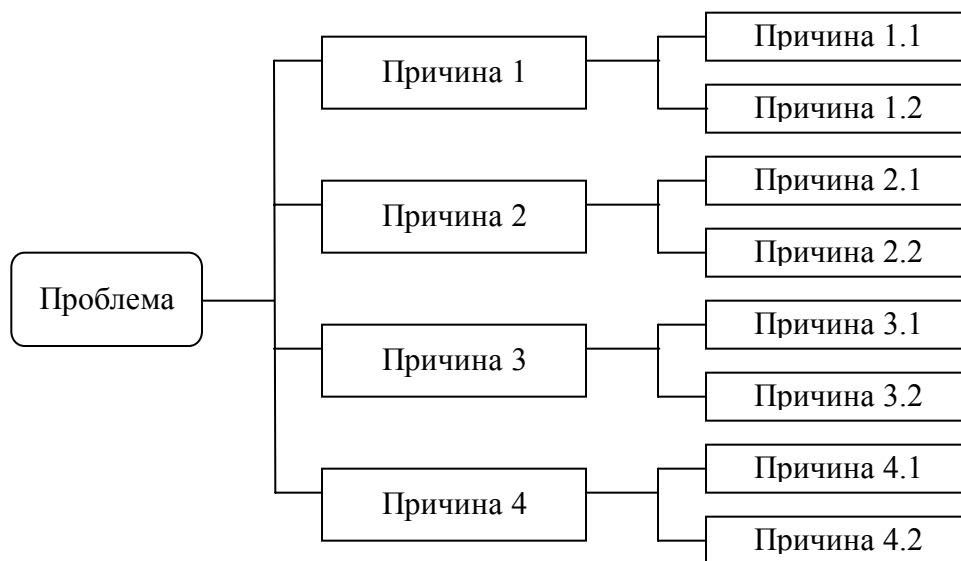 Проблема
Причина 1
Причина 1.1
Причина 1.2
Причина 2
Причина 2.1
Причина 2.2
Причина 3
Причина 3.1
Причина 3.2
Причина 4
Причина 4.1
Причина 4.2